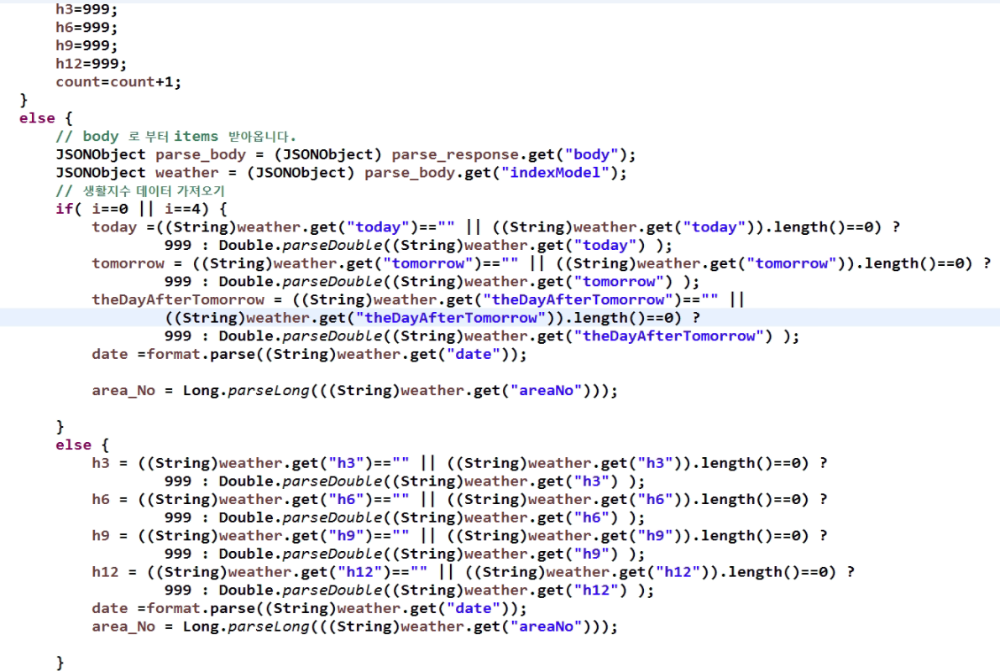 h3=999;
h6=999;
h9=999;
h12=999;
count=count+1;
}
else {
// body 로 부터 items 받아옵니다.
JSONObject parse_body = (JSONObject) parse_response.get("body");
JSONObject weather = (JSONObject) parse_body.get("indexModel");
// 생활지수 데이터 가져오기
if( i==0 || i==4) {
today =((String)weather.get("today")=="" || ((String)weather.get("today")).length()==0) ?
999 : Double.parseDouble((String)weather.get("today") );
tomorrow = ((String)weather.get("tomorrow")=="" || ((String)weather.get("tomorrow")).length()==0) ?
999 : Double.parseDouble((String)weather.get("tomorrow") );
theDayAfterTomorrow = ((String)weather.get("theDayAfterTomorrow")=="" ||
((String)weather.get("theDayAfterTomorrow")).length()==0) ?
999 : Double.parseDouble((String)weather.get("theDayAfterTomorrow") );
date =format.parse((String)weather.get("date"));
area_No = Long.parseLong(((String)weather.get("areaNo")));
}
else {
h3 = ((String)weather.get("h3")=="" || ((String)weather.get("h3")).length()==0) ?
999 : Double.parseDouble((String)weather.get("h3") );
h6 = ((String)weather.get("h6")=="" || ((String)weather.get("h6")).length()==0) ?
999 : Double.parseDouble((String)weather.get("h6") );
h9 = ((String)weather.get("h9")=="" || ((String)weather.get("h9")).length()==0) ?
999 : Double.parseDouble((String)weather.get("h9") );
h12 = ((String)weather.get("h12")=="" || ((String)weather.get("h12")).length()==0) ?
999 : Double.parseDouble((String)weather.get("h12") );
date =format.parse((String)weather.get("date"));
area_No = Long.parseLong(((String)weather.get("areaNo")));
}